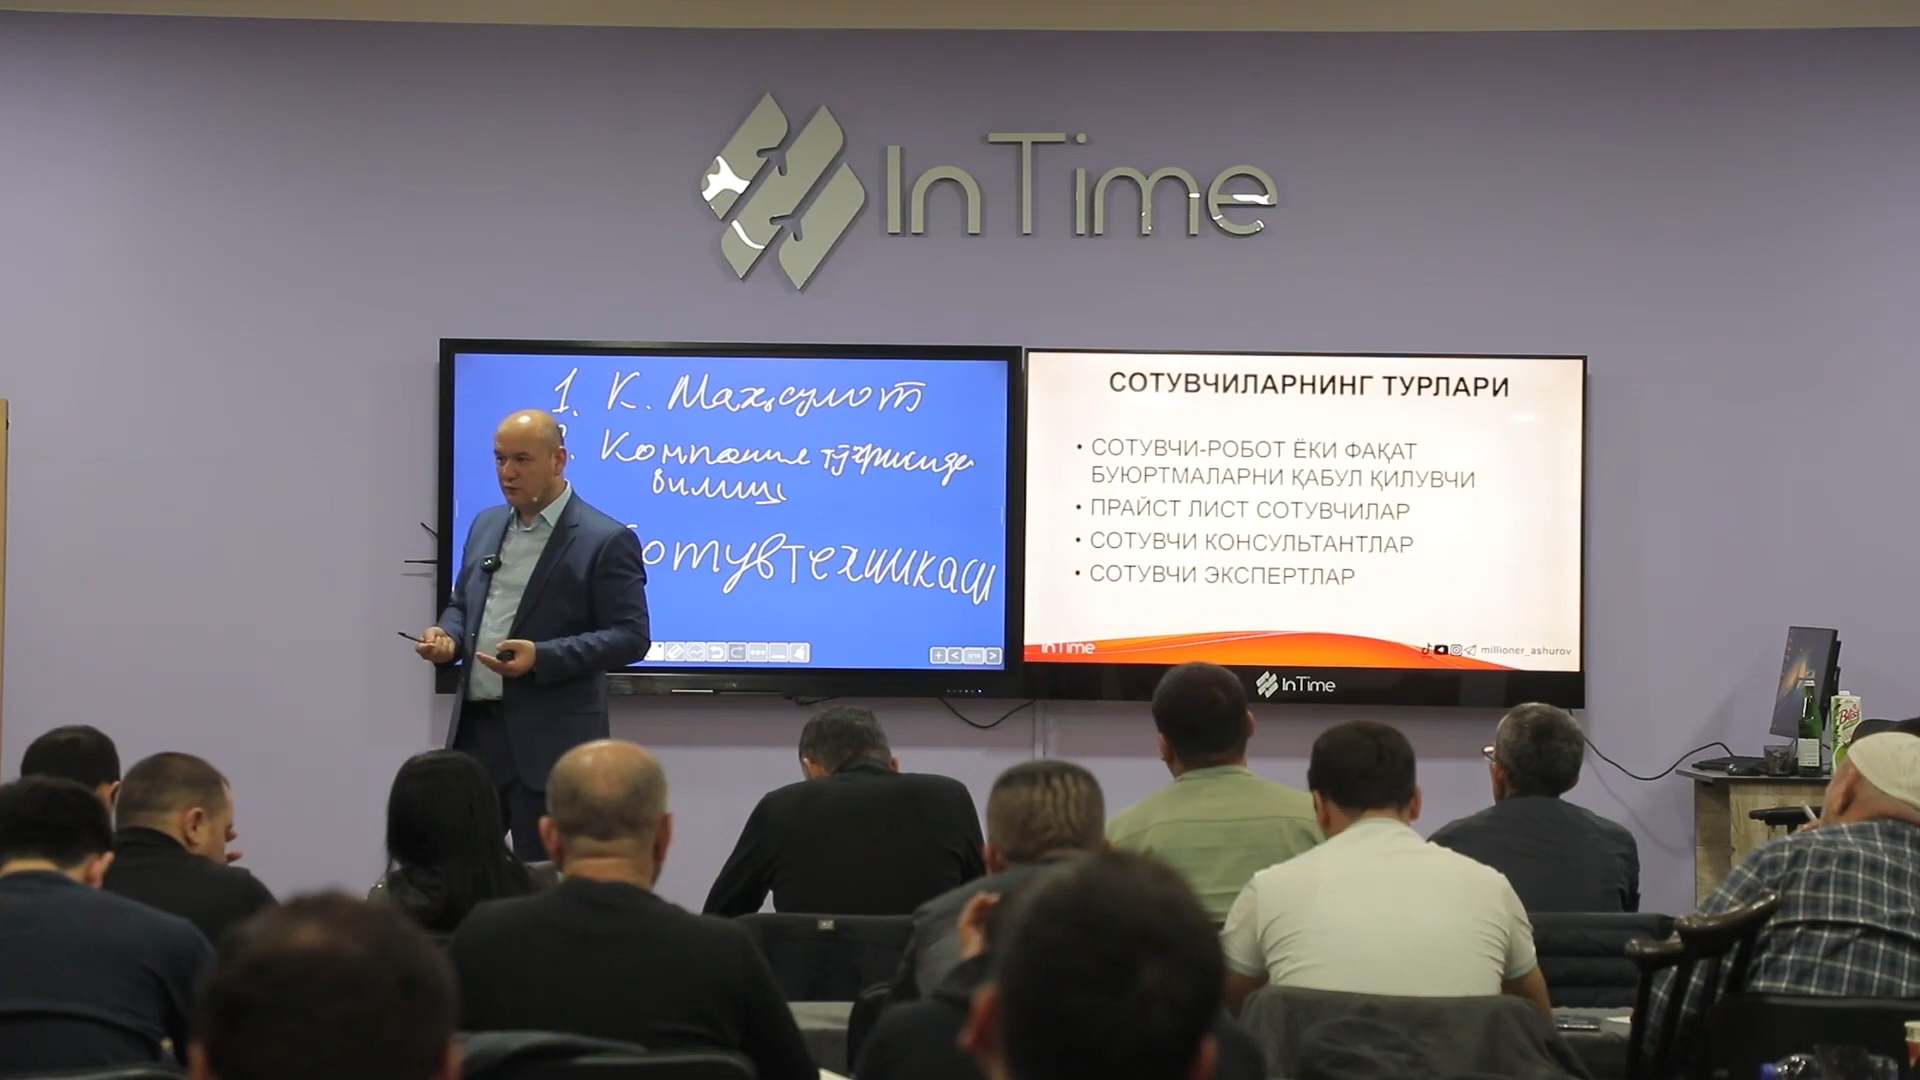 InTime
1. К. Маҳсулот
Компания тўғрисида
билиш
отувтехникаси
СОТУВЧИЛАРНИНГ ТУРЛАРИ
• СОТУВЧИ-РОБОТ ЁКИ ФАҚАТ
БУЮРТМАЛАРНИ ҚАБУЛ ҚИЛУВЧИ
• ПРАЙСТ ЛИСТ СОТУВЧИЛАР
• СОТУВЧИ КОНСУЛЬТАНТЛАР
• СОТУВЧИ ЭКСПЕРТЛАР
InTime
millioner_ashurov
InTime